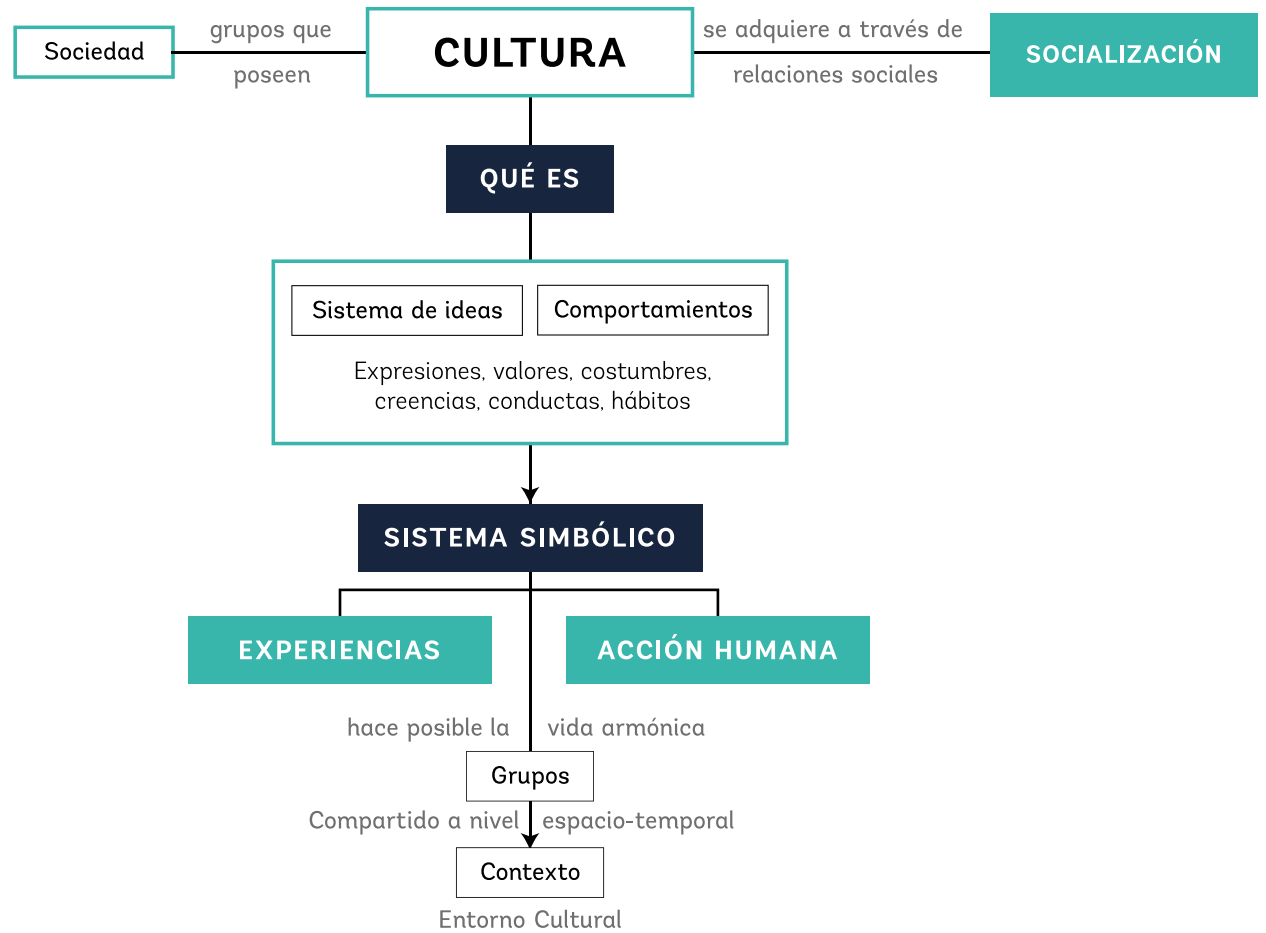 grupos que
Sociedad
poseen
CULTURA
se adquiere a través de
relaciones sociales
SOCIALIZACIÓN
QUÉ ES
Sistema de ideas
Comportamientos
Expresiones, valores, costumbres,
creencias, conductas, hábitos
SISTEMA SIMBÓLICO
EXPERIENCIAS
ACCIÓN HUMANA
hace posible la vida armónica
Grupos
Compartido a nivel espacio-temporal
Contexto
Entorno Cultural